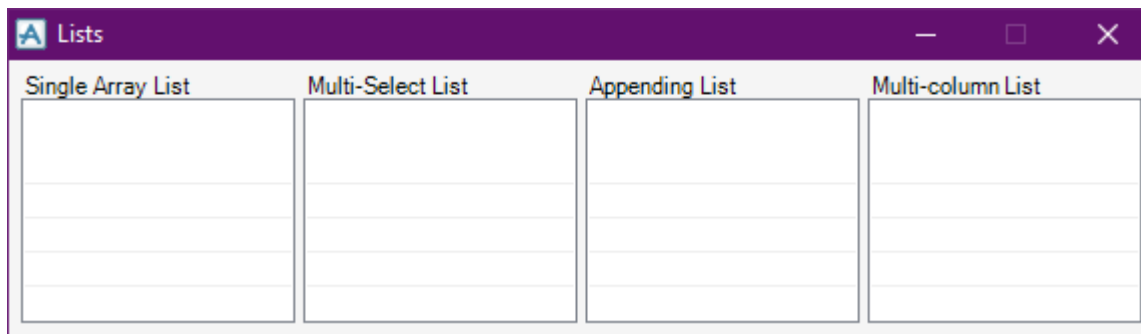 Lists
Single Array List
Multi-Select List
Appending List
Multi-column List